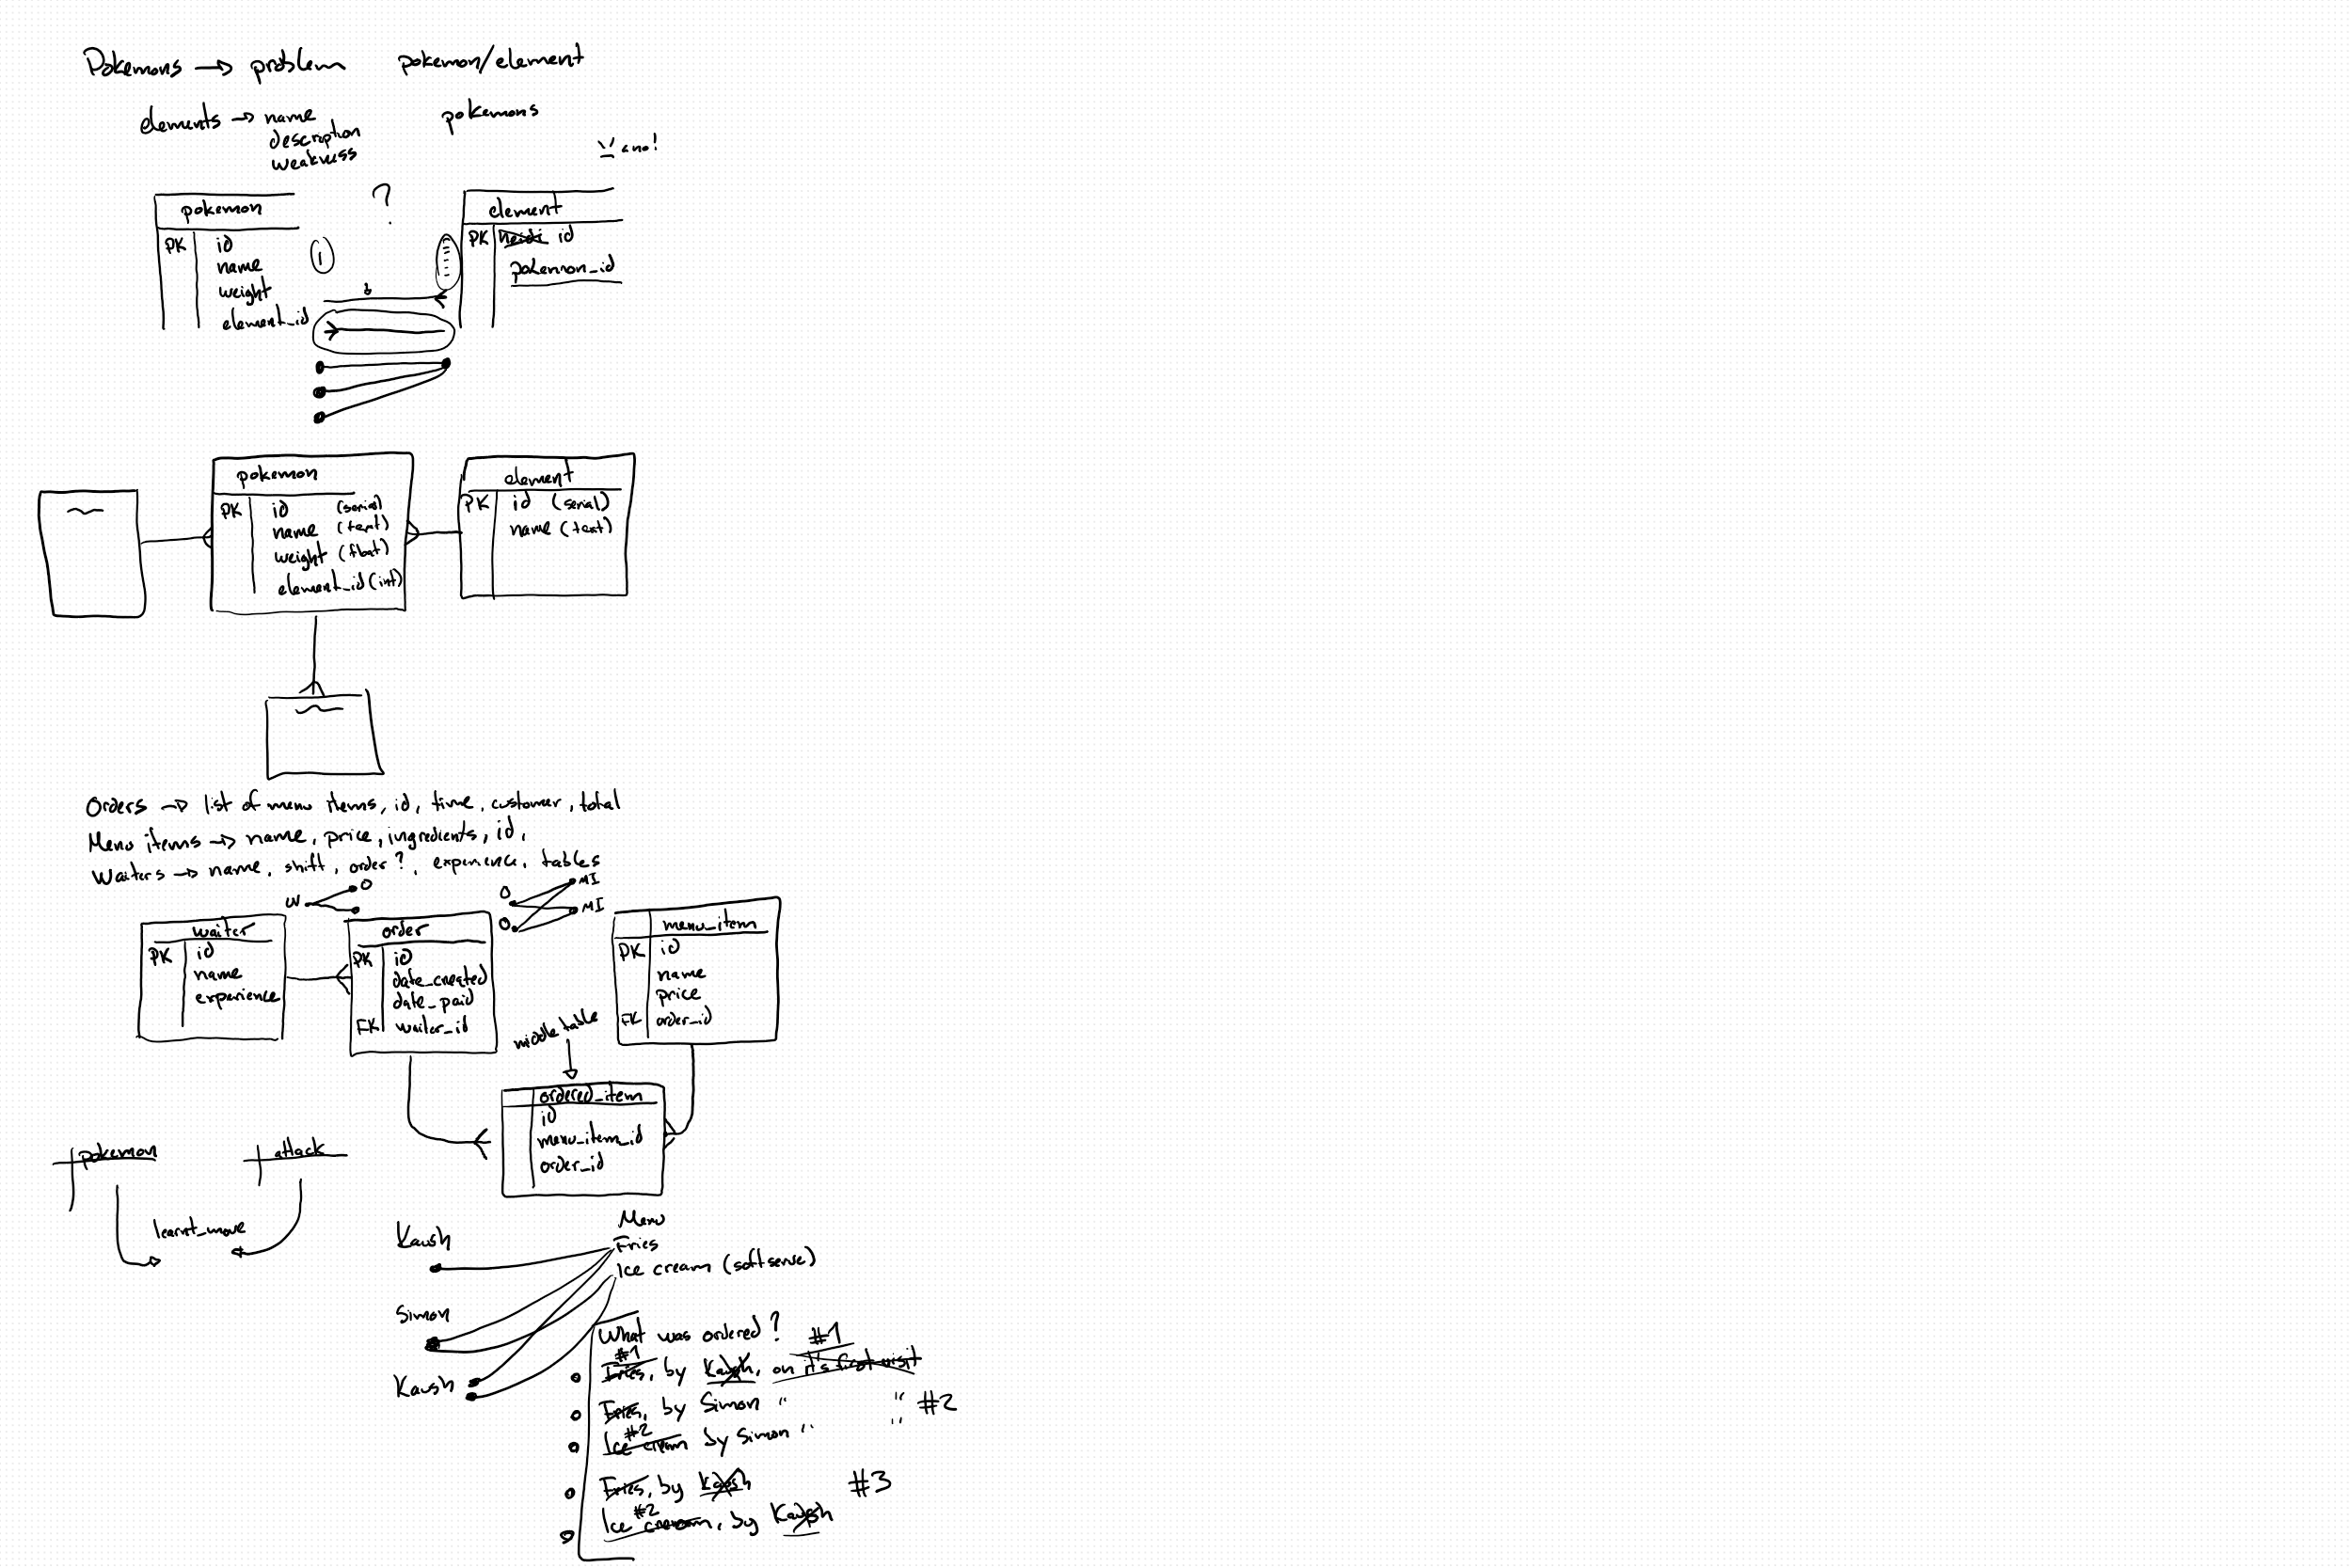 Pokemons → problem pokemon/element
elements → name pokemons
description
weakness
?
pokemon
PK id
name
weight
element_id
1
element
PK id
pokemon_id
pokemon
PK id (serial)
name (text)
weight (float)
element_id (int)
element
PK id (serial)
name (text)
Orders → list of menu items, id, time, customer, total
Menu items → name, price, ingredients, id,
Waiters → name, shift, order?, experience, tables
W O
O MI
O MI
waiter
PK id
name
experience
order
PK id
date_created
date_paid
FK waiter_id
menu_item
PK id
name
price
FK order_id
middle table
ordered_item
id
menu_item_id
order_id
pokemon attack
learnt_move
Kaush
Simon
Kaush
Menu
Fries
Ice cream (soft serve)
What was ordered? #1
#1
Fries, by Kaush, on it's first visit
Fries, by Simon " " #2
#2
Ice cream by Simon " "
Fries, by Kaush #3
#2
Ice cream, by Kaush